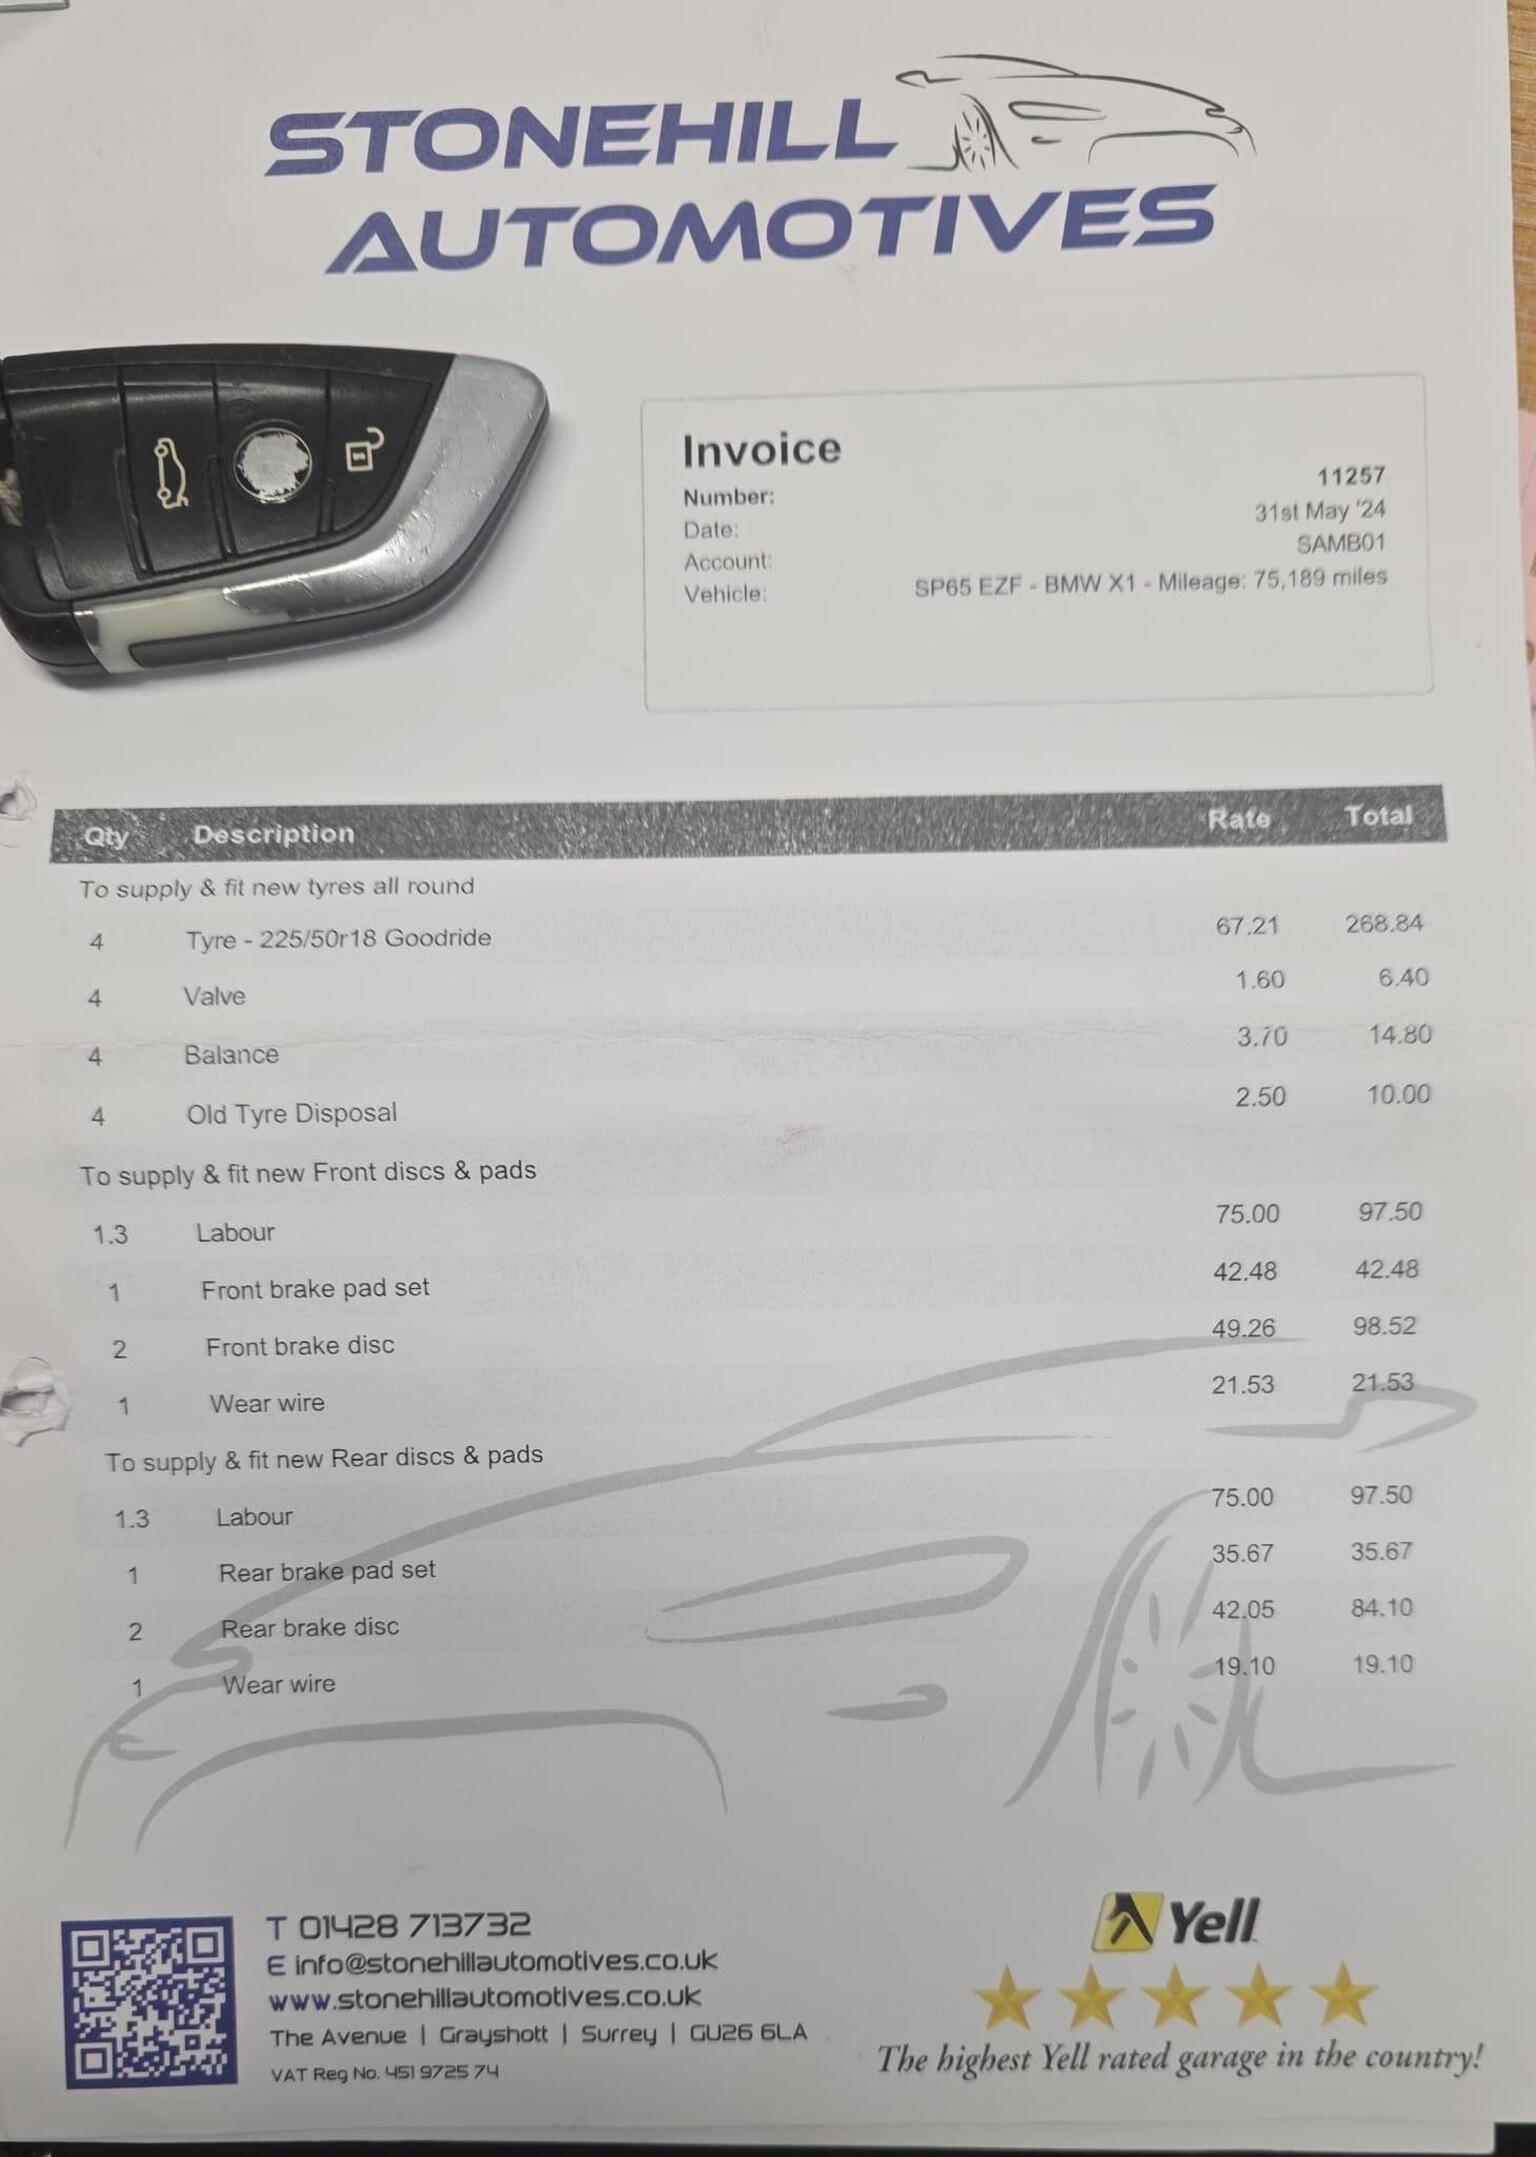 STONEHILL
AUTOMOTIVES
Invoice
Number: 11257
Date: 31st May '24
Account: SAMB01
Vehicle: SP65 EZF - BMW X1 - Mileage: 75,189 miles
Qty Description Rate Total
To supply & fit new tyres all round
4 Tyre - 225/50r18 Goodride 67.21 268.84
4 Valve 1.60 6.40
4 Balance 3.70 14.80
4 Old Tyre Disposal 2.50 10.00
To supply & fit new Front discs & pads
1.3 Labour 75.00 97.50
1 Front brake pad set 42.48 42.48
2 Front brake disc 49.26 98.52
1 Wear wire 21.53 21.53
To supply & fit new Rear discs & pads
1.3 Labour 75.00 97.50
1 Rear brake pad set 35.67 35.67
2 Rear brake disc 42.05 84.10
1 Wear wire 19.10 19.10
T 01428 713732
E info@stonehillautomotives.co.uk
www.stonehillautomotives.co.uk
The Avenue | Grayshott | Surrey | GU26 6LA
VAT Reg No. 451 9725 74
Yell
The highest Yell rated garage in the country!